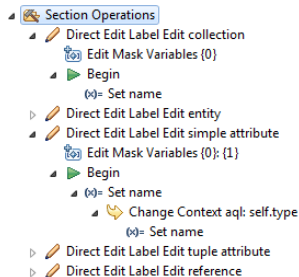 Section Operations
Direct Edit Label Edit collection
Edit Mask Variables {0}
Begin
(x)= Set name
Direct Edit Label Edit entity
Direct Edit Label Edit simple attribute
Edit Mask Variables {0}: {1}
Begin
(x)= Set name
Change Context aql: self.type
(x)= Set name
Direct Edit Label Edit tuple attribute
Direct Edit Label Edit reference